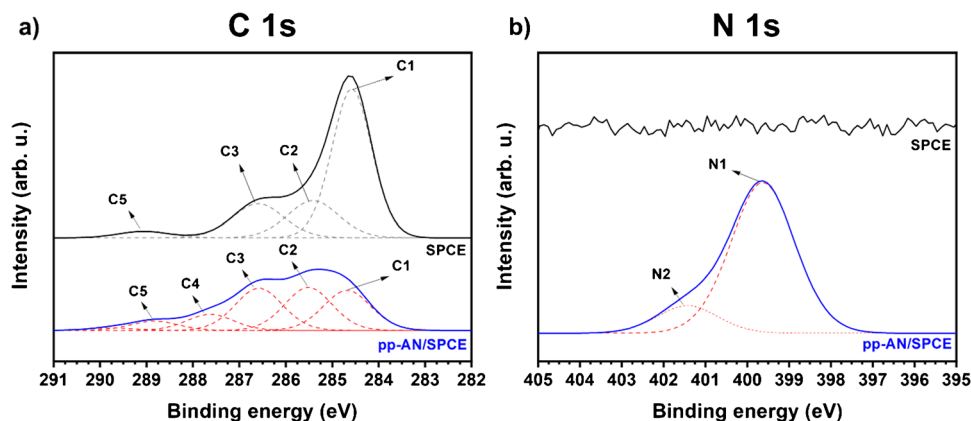 a) C 1s
C1
C3
C2
C5
SPCE
C5
C4
C3
C2
C1
pp-AN/SPCE
Intensity (arb. u.)
291 290 289 288 287 286 285 284 283 282
Binding energy (eV)
b) N 1s
SPCE
N1
N2
pp-AN/SPCE
Intensity (arb. u.)
405 404 403 402 401 400 399 398 397 396 395
Binding energy (eV)